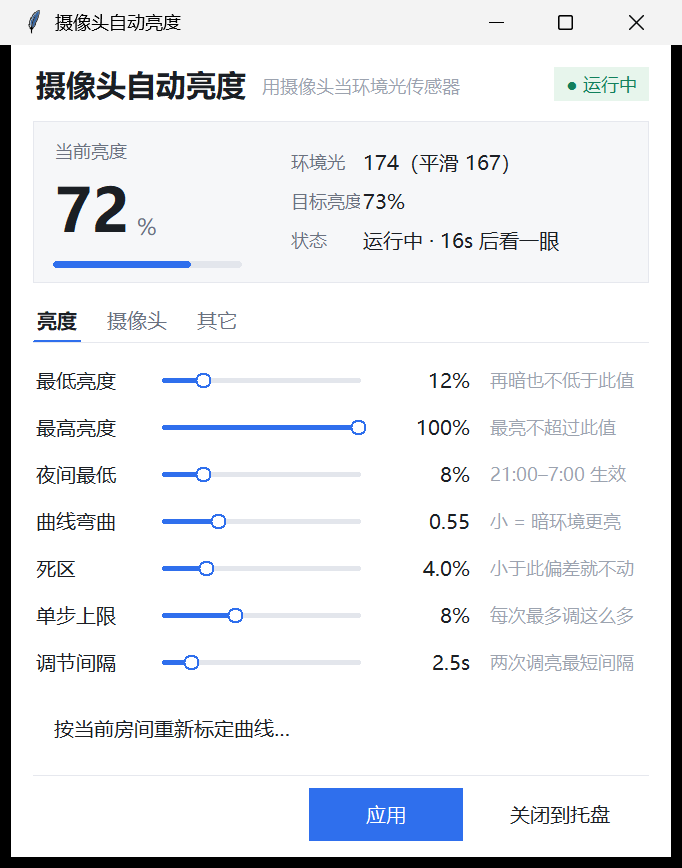 摄像头自动亮度
摄像头自动亮度 用摄像头当环境光传感器 ● 运行中
当前亮度
72 %
环境光 174（平滑 167）
目标亮度 73%
状态 运行中 · 16s 后看一眼
亮度 摄像头 其它
最低亮度 12% 再暗也不低于此值
最高亮度 100% 最亮不超过此值
夜间最低 8% 21:00–7:00 生效
曲线弯曲 0.55 小 = 暗环境更亮
死区 4.0% 小于此偏差就不动
单步上限 8% 每次最多调这么多
调节间隔 2.5s 两次调亮最短间隔
按当前房间重新标定曲线...
应用 关闭到托盘